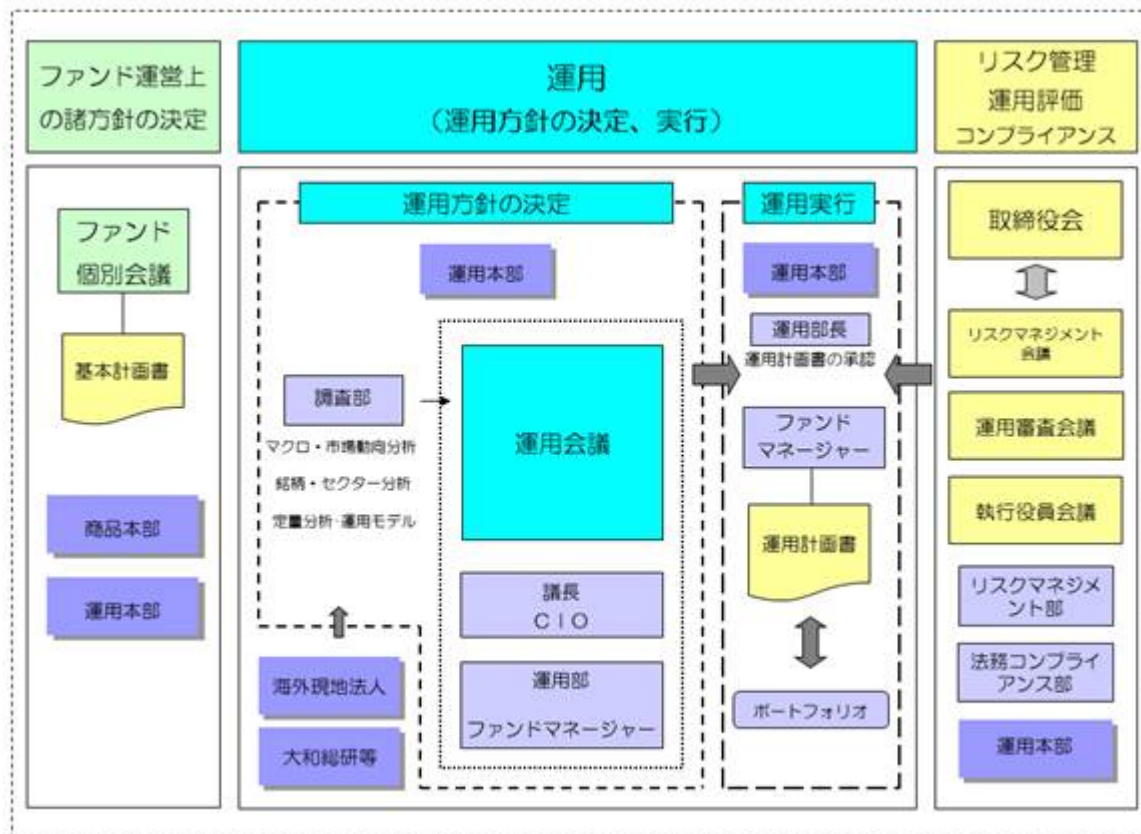 ファンド運営上
の諸方針の決定
運用
（運用方針の決定、実行）
リスク管理
運用評価
コンプライアンス
ファンド
個別会議
基本計画書
商品本部
運用本部
運用方針の決定
運用本部
調査部
マクロ・市場動向分析
銘柄・セクター分析
定量分析・運用モデル
海外現地法人
大和総研等
運用会議
議長
ＣＩＯ
運用部
ファンドマネージャー
運用実行
運用本部
運用部長
運用計画書の承認
ファンド
マネージャー
運用計画書
ポートフォリオ
取締役会
リスクマネジメント
会議
運用審査会議
執行役員会議
リスクマネジメ
ント部
法務コンプライ
アンス部
運用本部